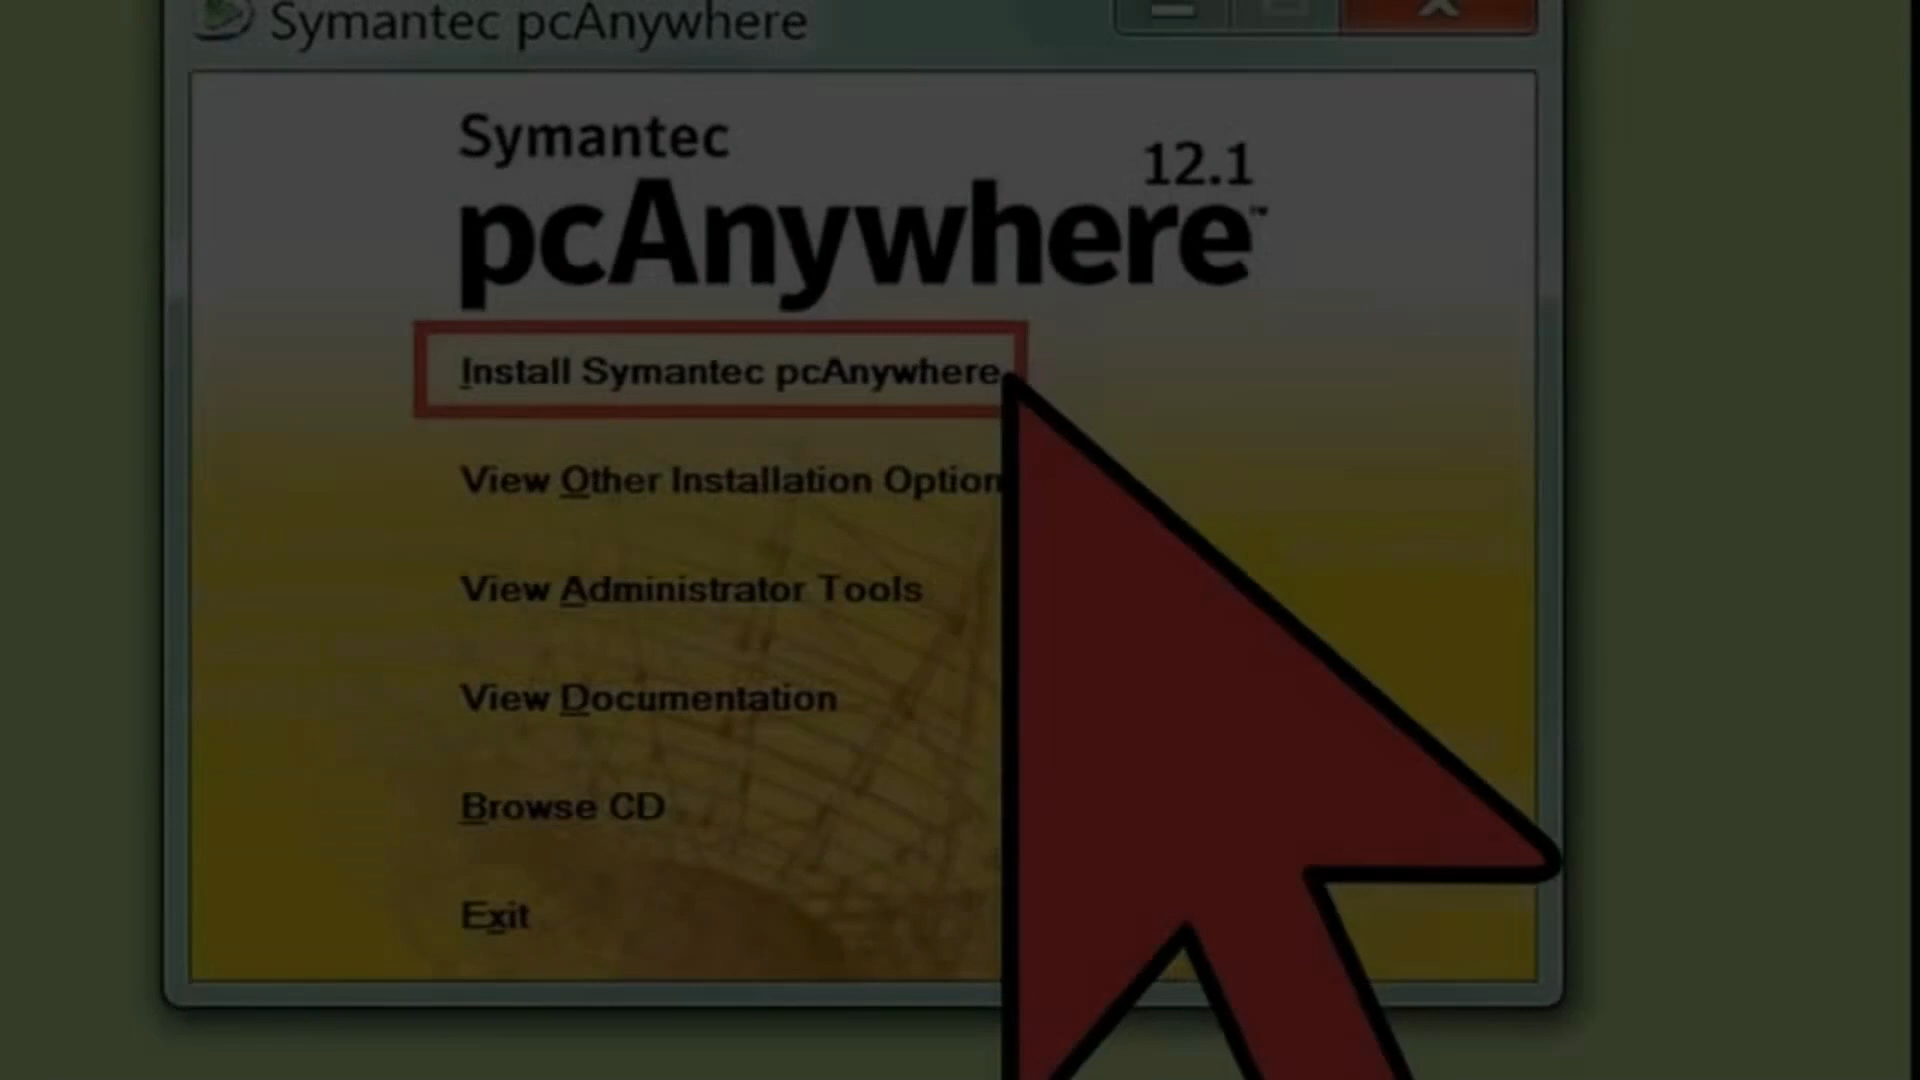 Symantec pcAnywhere
Symantec
12.1
pcAnywhere™
Install Symantec pcAnywhere
View Other Installation Option
View Administrator Tools
View Documentation
Browse CD
Exit